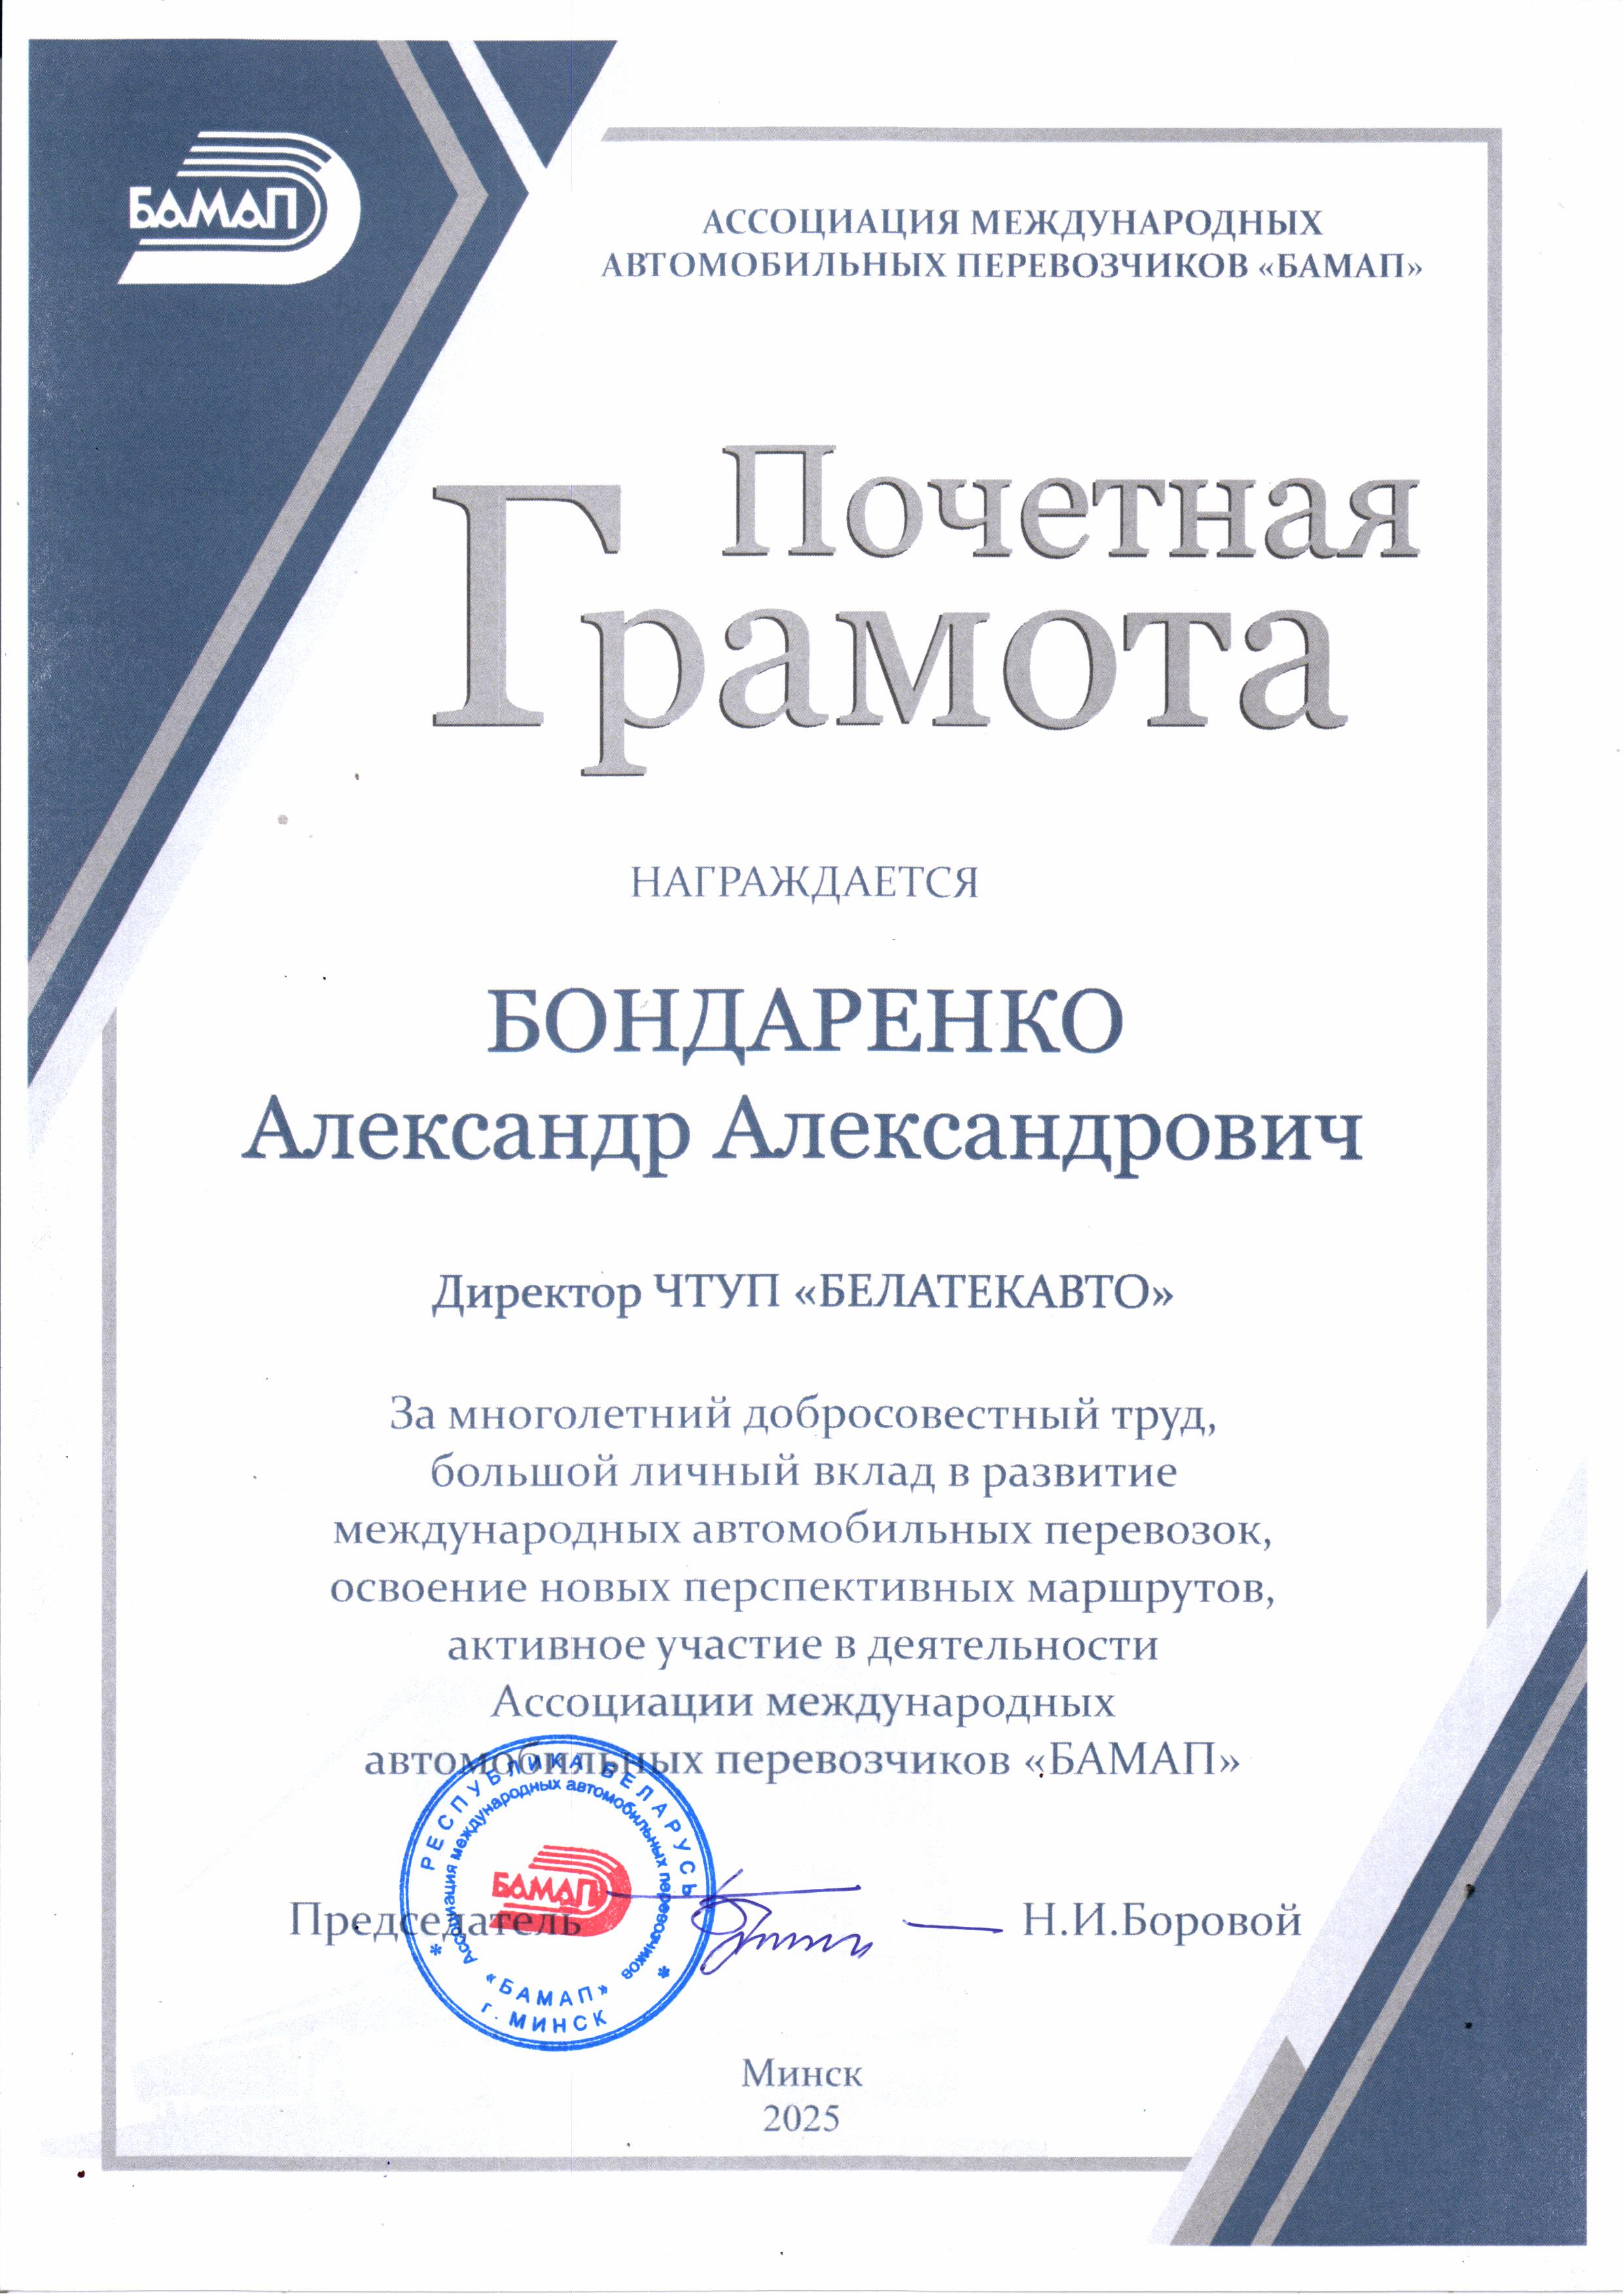 БАМАП
АССОЦИАЦИЯ МЕЖДУНАРОДНЫХ
АВТОМОБИЛЬНЫХ ПЕРЕВОЗЧИКОВ «БАМАП»
Почетная
Грамота
НАГРАЖДАЕТСЯ
БОНДАРЕНКО
Александр Александрович
Директор ЧТУП «БЕЛАТЕКАВТО»
За многолетний добросовестный труд,
большой личный вклад в развитие
международных автомобильных перевозок,
освоение новых перспективных маршрутов,
активное участие в деятельности
Ассоциации международных
автомобильных перевозчиков «БАМАП»
РЕСПУБЛИКА БЕЛАРУСЬ
Ассоциация международных автомобильных перевозчиков
БАМАП
«БАМАП»
г. МИНСК
Председатель Н.И.Боровой
Минск
2025